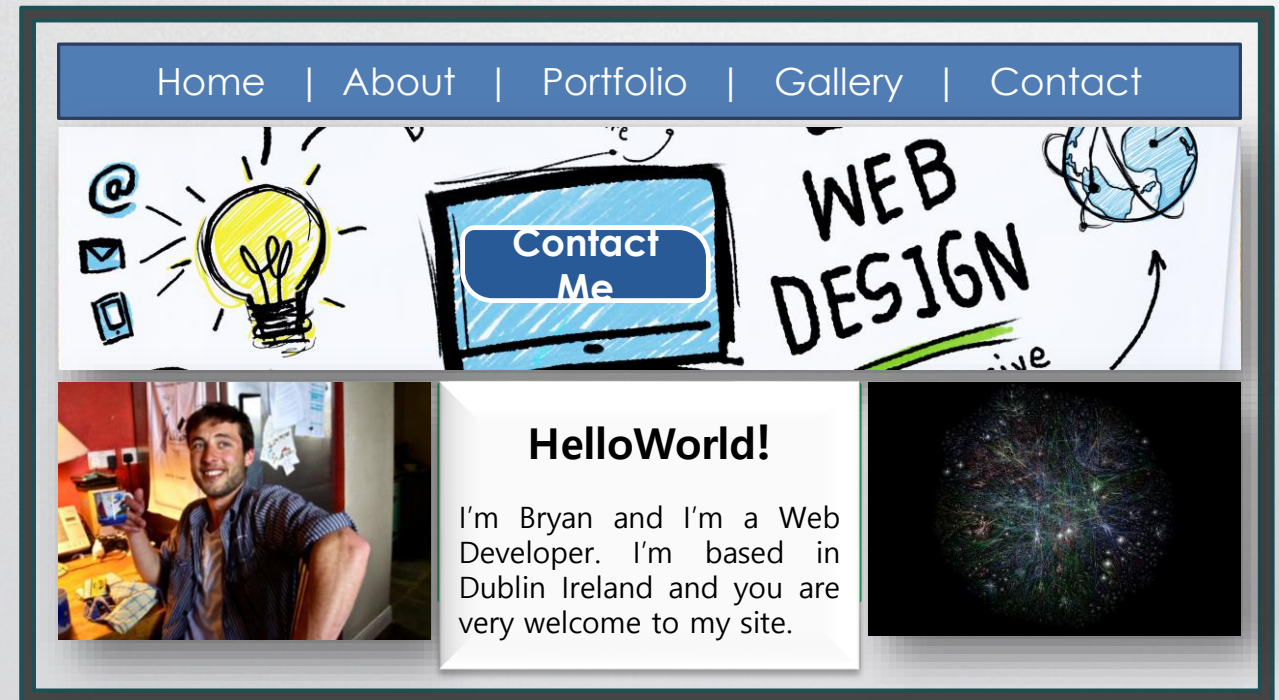 Home | About | Portfolio | Gallery | Contact
@
WEB
DESIGN
Contact
Me
HelloWorld!
I'm Bryan and I'm a Web
Developer. I'm based in
Dublin Ireland and you are
very welcome to my site.